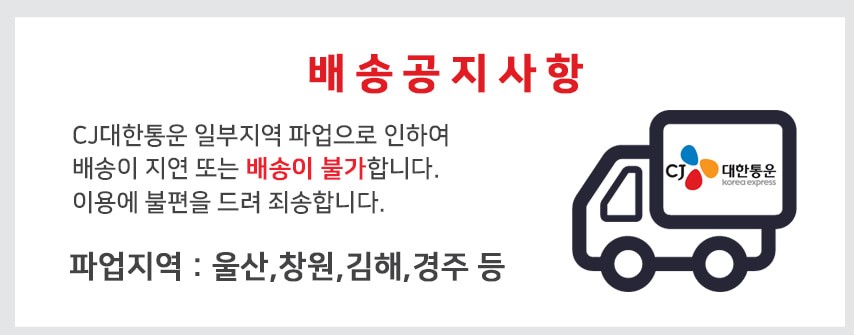 배송공지사항
CJ대한통운 일부지역 파업으로 인하여
배송이 지연 또는 배송이 불가합니다.
이용에 불편을 드려 죄송합니다.
파업지역 : 울산,창원,김해,경주 등
CJ 대한통운
Korea express